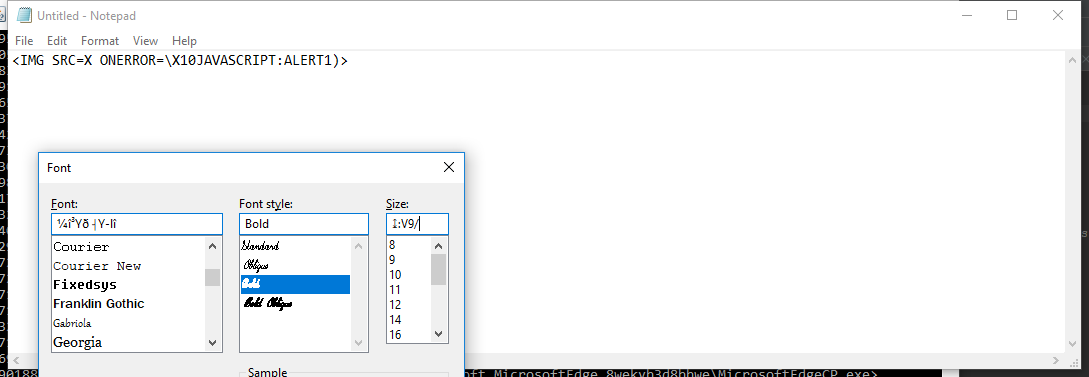 Untitled - Notepad
File Edit Format View Help
<IMG SRC=X ONERROR=\X10JAVASCRIPT:ALERT1)>
Font
Font: Font style: Size:
¼î³Yð┤Y-Iî Bold :V9/
Courier Standard 8
Courier New Oblique 9
Fixedsys Bold 10
Franklin Gothic Bold Oblique 11
Gabriola 12
Georgia 14
16
Sample
oft.MicrosoftEdge_8wekyb3d8bbwe\MicrosoftEdgeCP.exe>